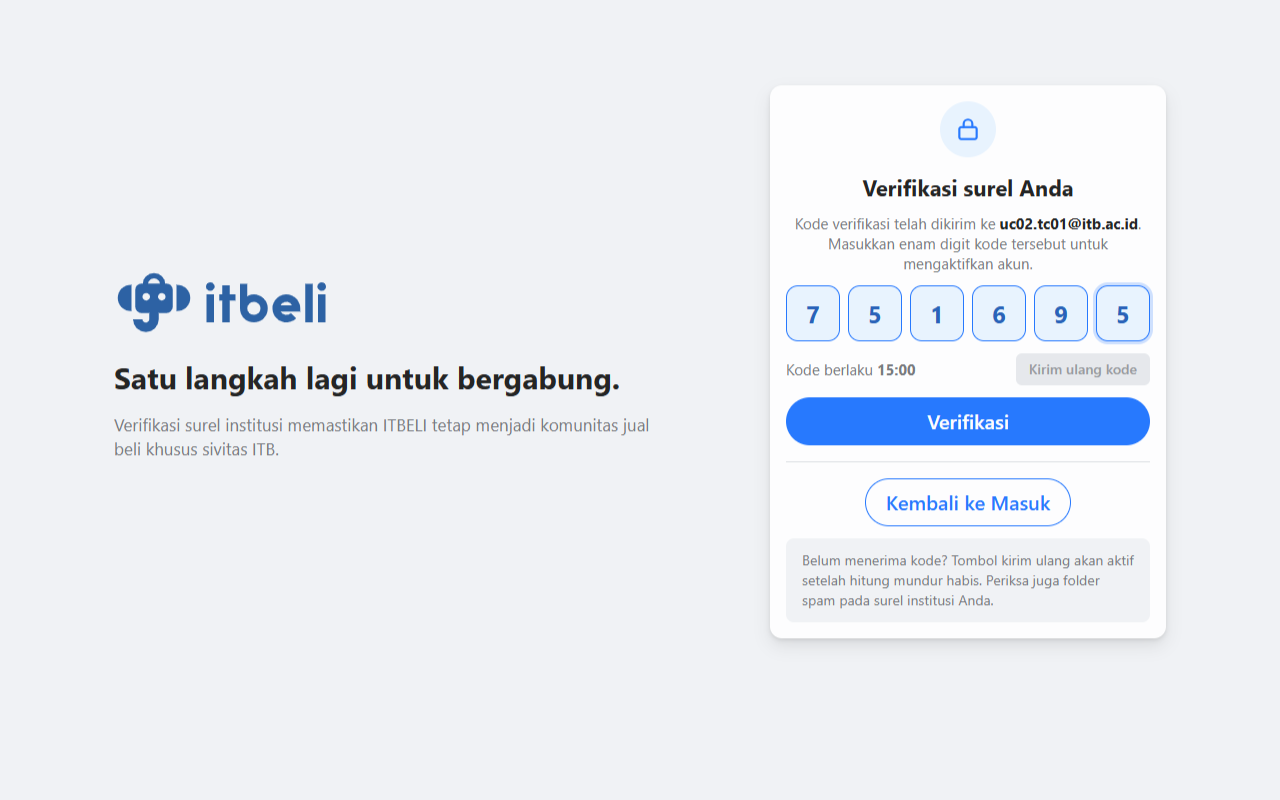 itbeli
Satu langkah lagi untuk bergabung.
Verifikasi surel institusi memastikan ITBELI tetap menjadi komunitas jual
beli khusus sivitas ITB.
Verifikasi surel Anda
Kode verifikasi telah dikirim ke uc02.tc01@itb.ac.id.
Masukkan enam digit kode tersebut untuk
mengaktifkan akun.
7 5 1 6 9 5
Kode berlaku 15:00 Kirim ulang kode
Verifikasi
Kembali ke Masuk
Belum menerima kode? Tombol kirim ulang akan aktif
setelah hitung mundur habis. Periksa juga folder
spam pada surel institusi Anda.